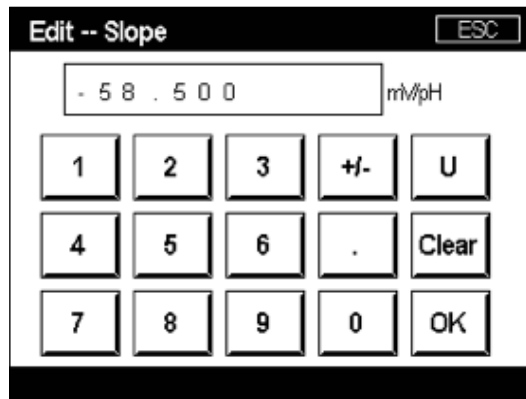 Edit -- Slope ESC
-58.500 mV/pH
1 2 3 +/- U
4 5 6 . Clear
7 8 9 0 OK